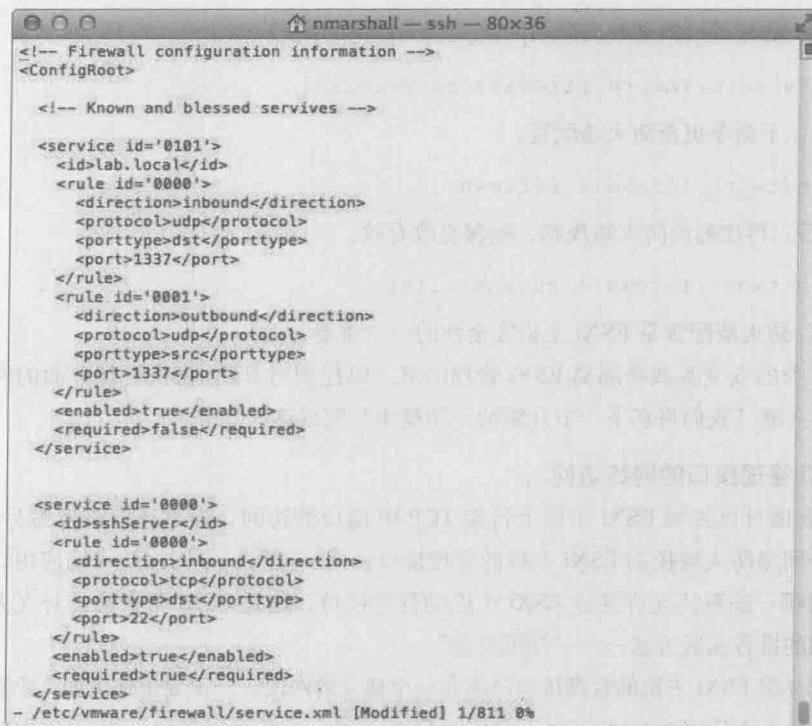 nmarshall — ssh — 80×36
<!-- Firewall configuration information -->
<ConfigRoot>
<!-- Known and blessed servives -->
<service id='0101'>
<id>lab.local</id>
<rule id='0000'>
<direction>inbound</direction>
<protocol>udp</protocol>
<porttype>dst</porttype>
<port>1337</port>
</rule>
<rule id='0001'>
<direction>outbound</direction>
<protocol>udp</protocol>
<porttype>src</porttype>
<port>1337</port>
</rule>
<enabled>true</enabled>
<required>false</required>
</service>
<service id='0000'>
<id>sshServer</id>
<rule id='0000'>
<direction>inbound</direction>
<protocol>tcp</protocol>
<porttype>dst</porttype>
<port>22</port>
</rule>
<enabled>true</enabled>
<required>true</required>
</service>
- /etc/vmware/firewall/service.xml [Modified] 1/811 0%